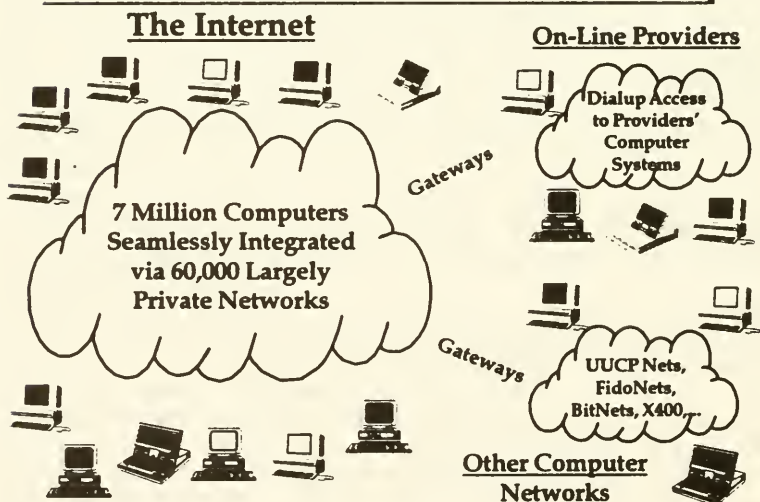 The Internet
On-Line Providers
Dialup Access
to Providers'
Computer
Systems
Gateways
7 Million Computers
Seamlessly Integrated
via 60,000 Largely
Private Networks
Gateways
UUCP Nets,
FidoNets,
BitNets, X400,...
Other Computer
Networks